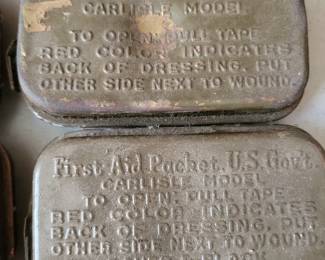 CARLISLE MODEL
TO OPEN: PULL TAPE
RED COLOR INDICATES
BACK OF DRESSING. PUT
OTHER SIDE NEXT TO WOUND.
First Aid Packet, U.S. Gov't.
CARLISLE MODEL
TO OPEN: PULL TAPE
RED COLOR INDICATES
BACK OF DRESSING, PUT
OTHER SIDE NEXT TO WOUND.